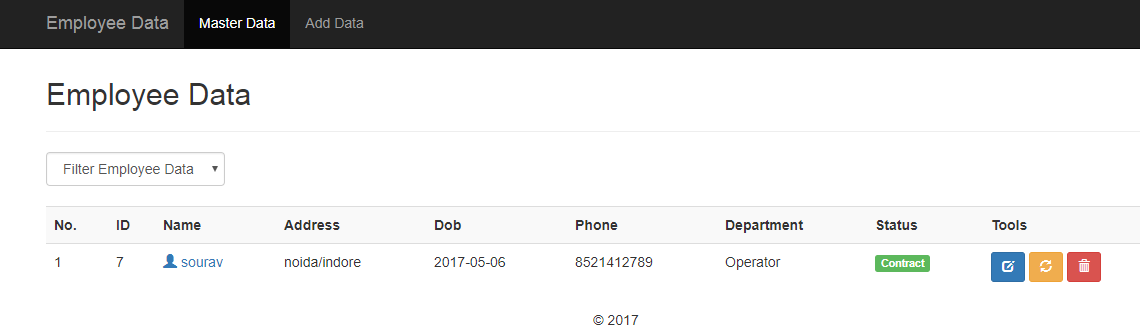 Employee Data Master Data Add Data
Employee Data
Filter Employee Data
No. ID Name Address Dob Phone Department Status Tools
1 7 sourav noida/indore 2017-05-06 8521412789 Operator Contract
© 2017